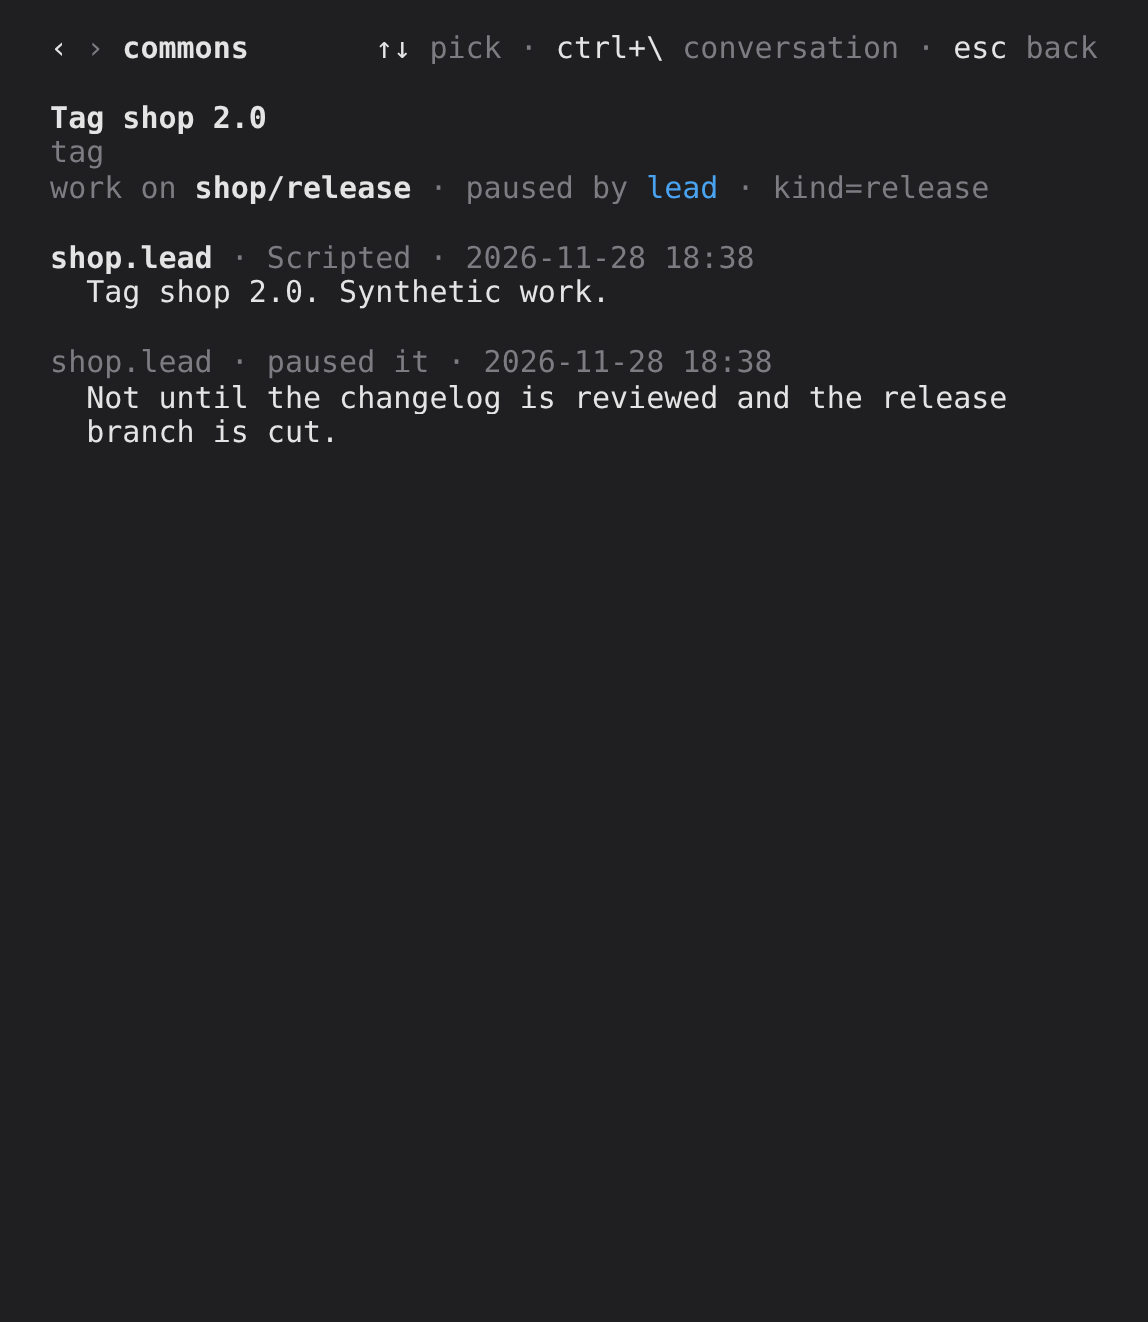 ‹ › commons ↑↓ pick · ctrl+\ conversation · esc back
Tag shop 2.0
tag
work on shop/release · paused by lead · kind=release
shop.lead · Scripted · 2026-11-28 18:38
Tag shop 2.0. Synthetic work.
shop.lead · paused it · 2026-11-28 18:38
Not until the changelog is reviewed and the release
branch is cut.